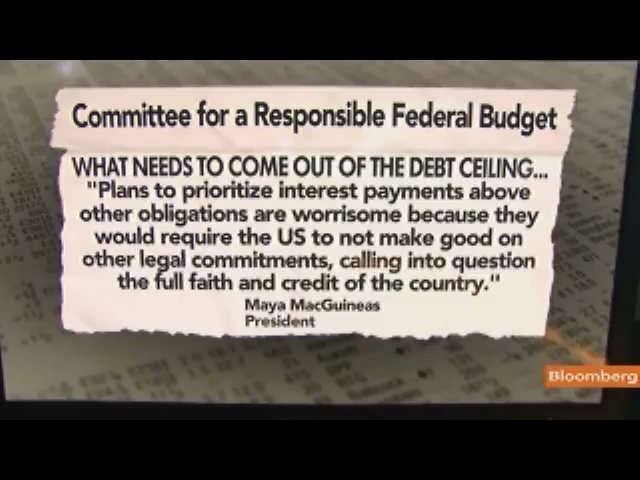 Committee for a Responsible Federal Budget
WHAT NEEDS TO COME OUT OF THE DEBT CEILING...
"Plans to prioritize interest payments above
other obligations are worrisome because they
would require the US to not make good on
other legal commitments, calling into question
the full faith and credit of the country."
Maya MacGuineas
President
Bloomberg